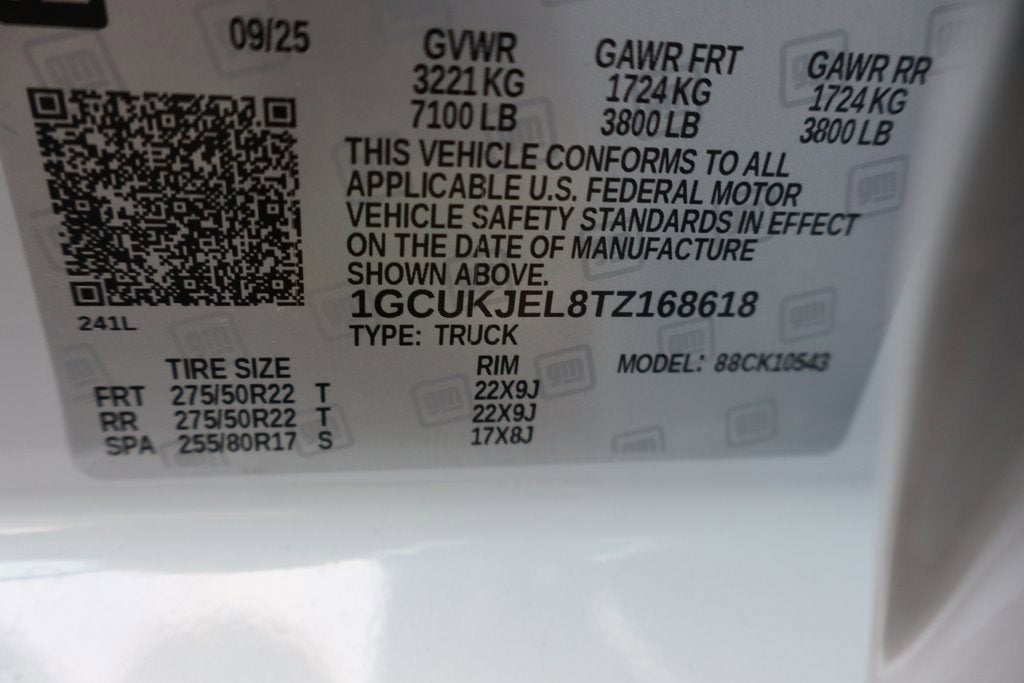 09/25
GVWR GAWR FRT GAWR RR
3221 KG 1724 KG 1724 KG
7100 LB 3800 LB 3800 LB
THIS VEHICLE CONFORMS TO ALL
APPLICABLE U.S. FEDERAL MOTOR
VEHICLE SAFETY STANDARDS IN EFFECT
ON THE DATE OF MANUFACTURE
SHOWN ABOVE.
1GCUKJEL8TZ168618
241L
TYPE: TRUCK
TIRE SIZE RIM MODEL: 88CK10543
FRT 275/50R22 T 22X9J
RR 275/50R22 T 22X9J
SPA 255/80R17 S 17X8J